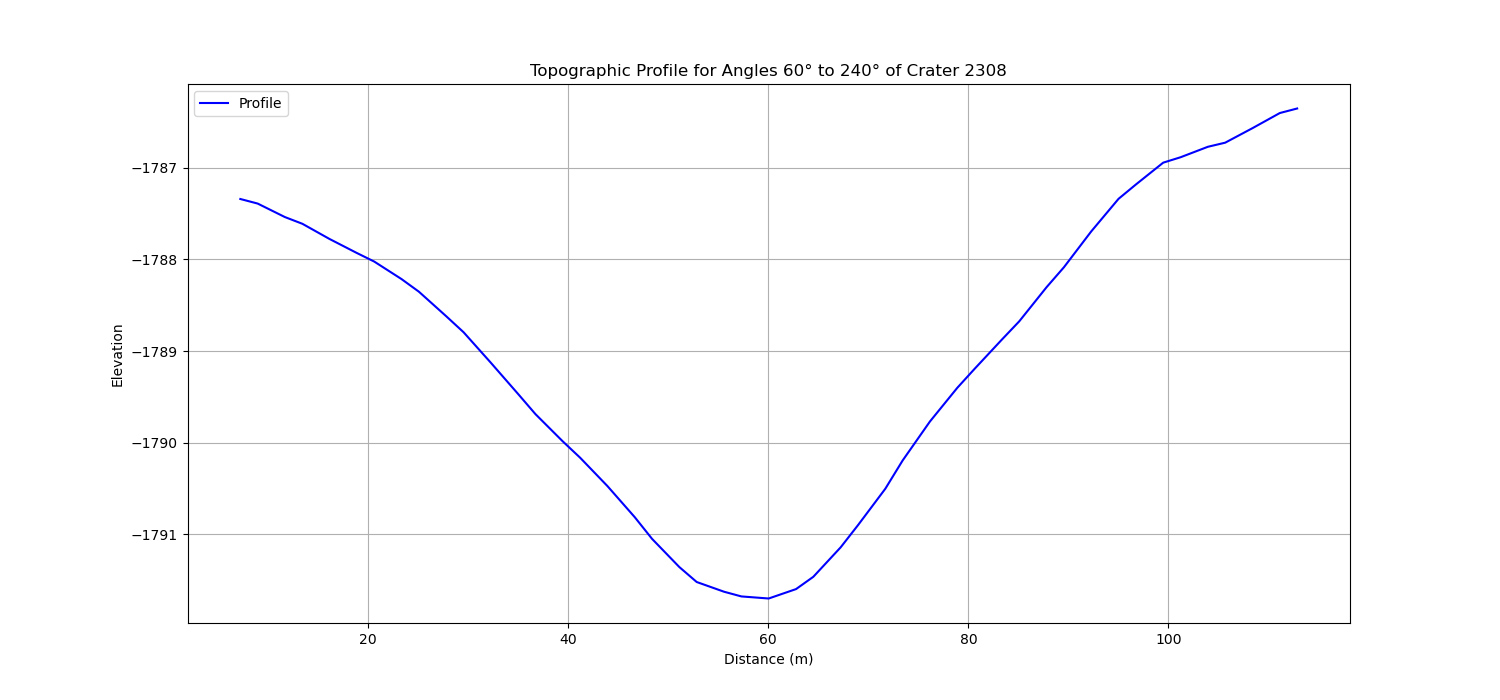 Topographic Profile for Angles 60° to 240° of Crater 2308
Profile
Elevation
−1787
−1788
−1789
−1790
−1791
20 40 60 80 100
Distance (m)